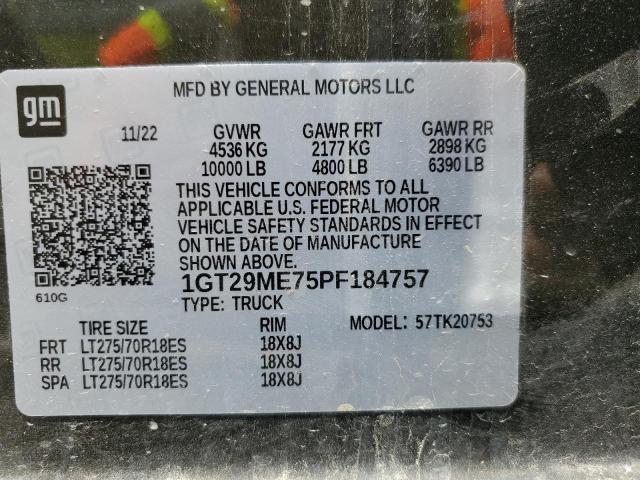 gm
MFD BY GENERAL MOTORS LLC
11/22 GVWR GAWR FRT GAWR RR
4536 KG 2177 KG 2898 KG
10000 LB 4800 LB 6390 LB
THIS VEHICLE CONFORMS TO ALL
APPLICABLE U.S. FEDERAL MOTOR
VEHICLE SAFETY STANDARDS IN EFFECT
ON THE DATE OF MANUFACTURE
SHOWN ABOVE.
610G
1GT29ME75PF184757
TYPE: TRUCK
TIRE SIZE RIM MODEL: 57TK20753
FRT LT275/70R18ES 18X8J
RR LT275/70R18ES 18X8J
SPA LT275/70R18ES 18X8J